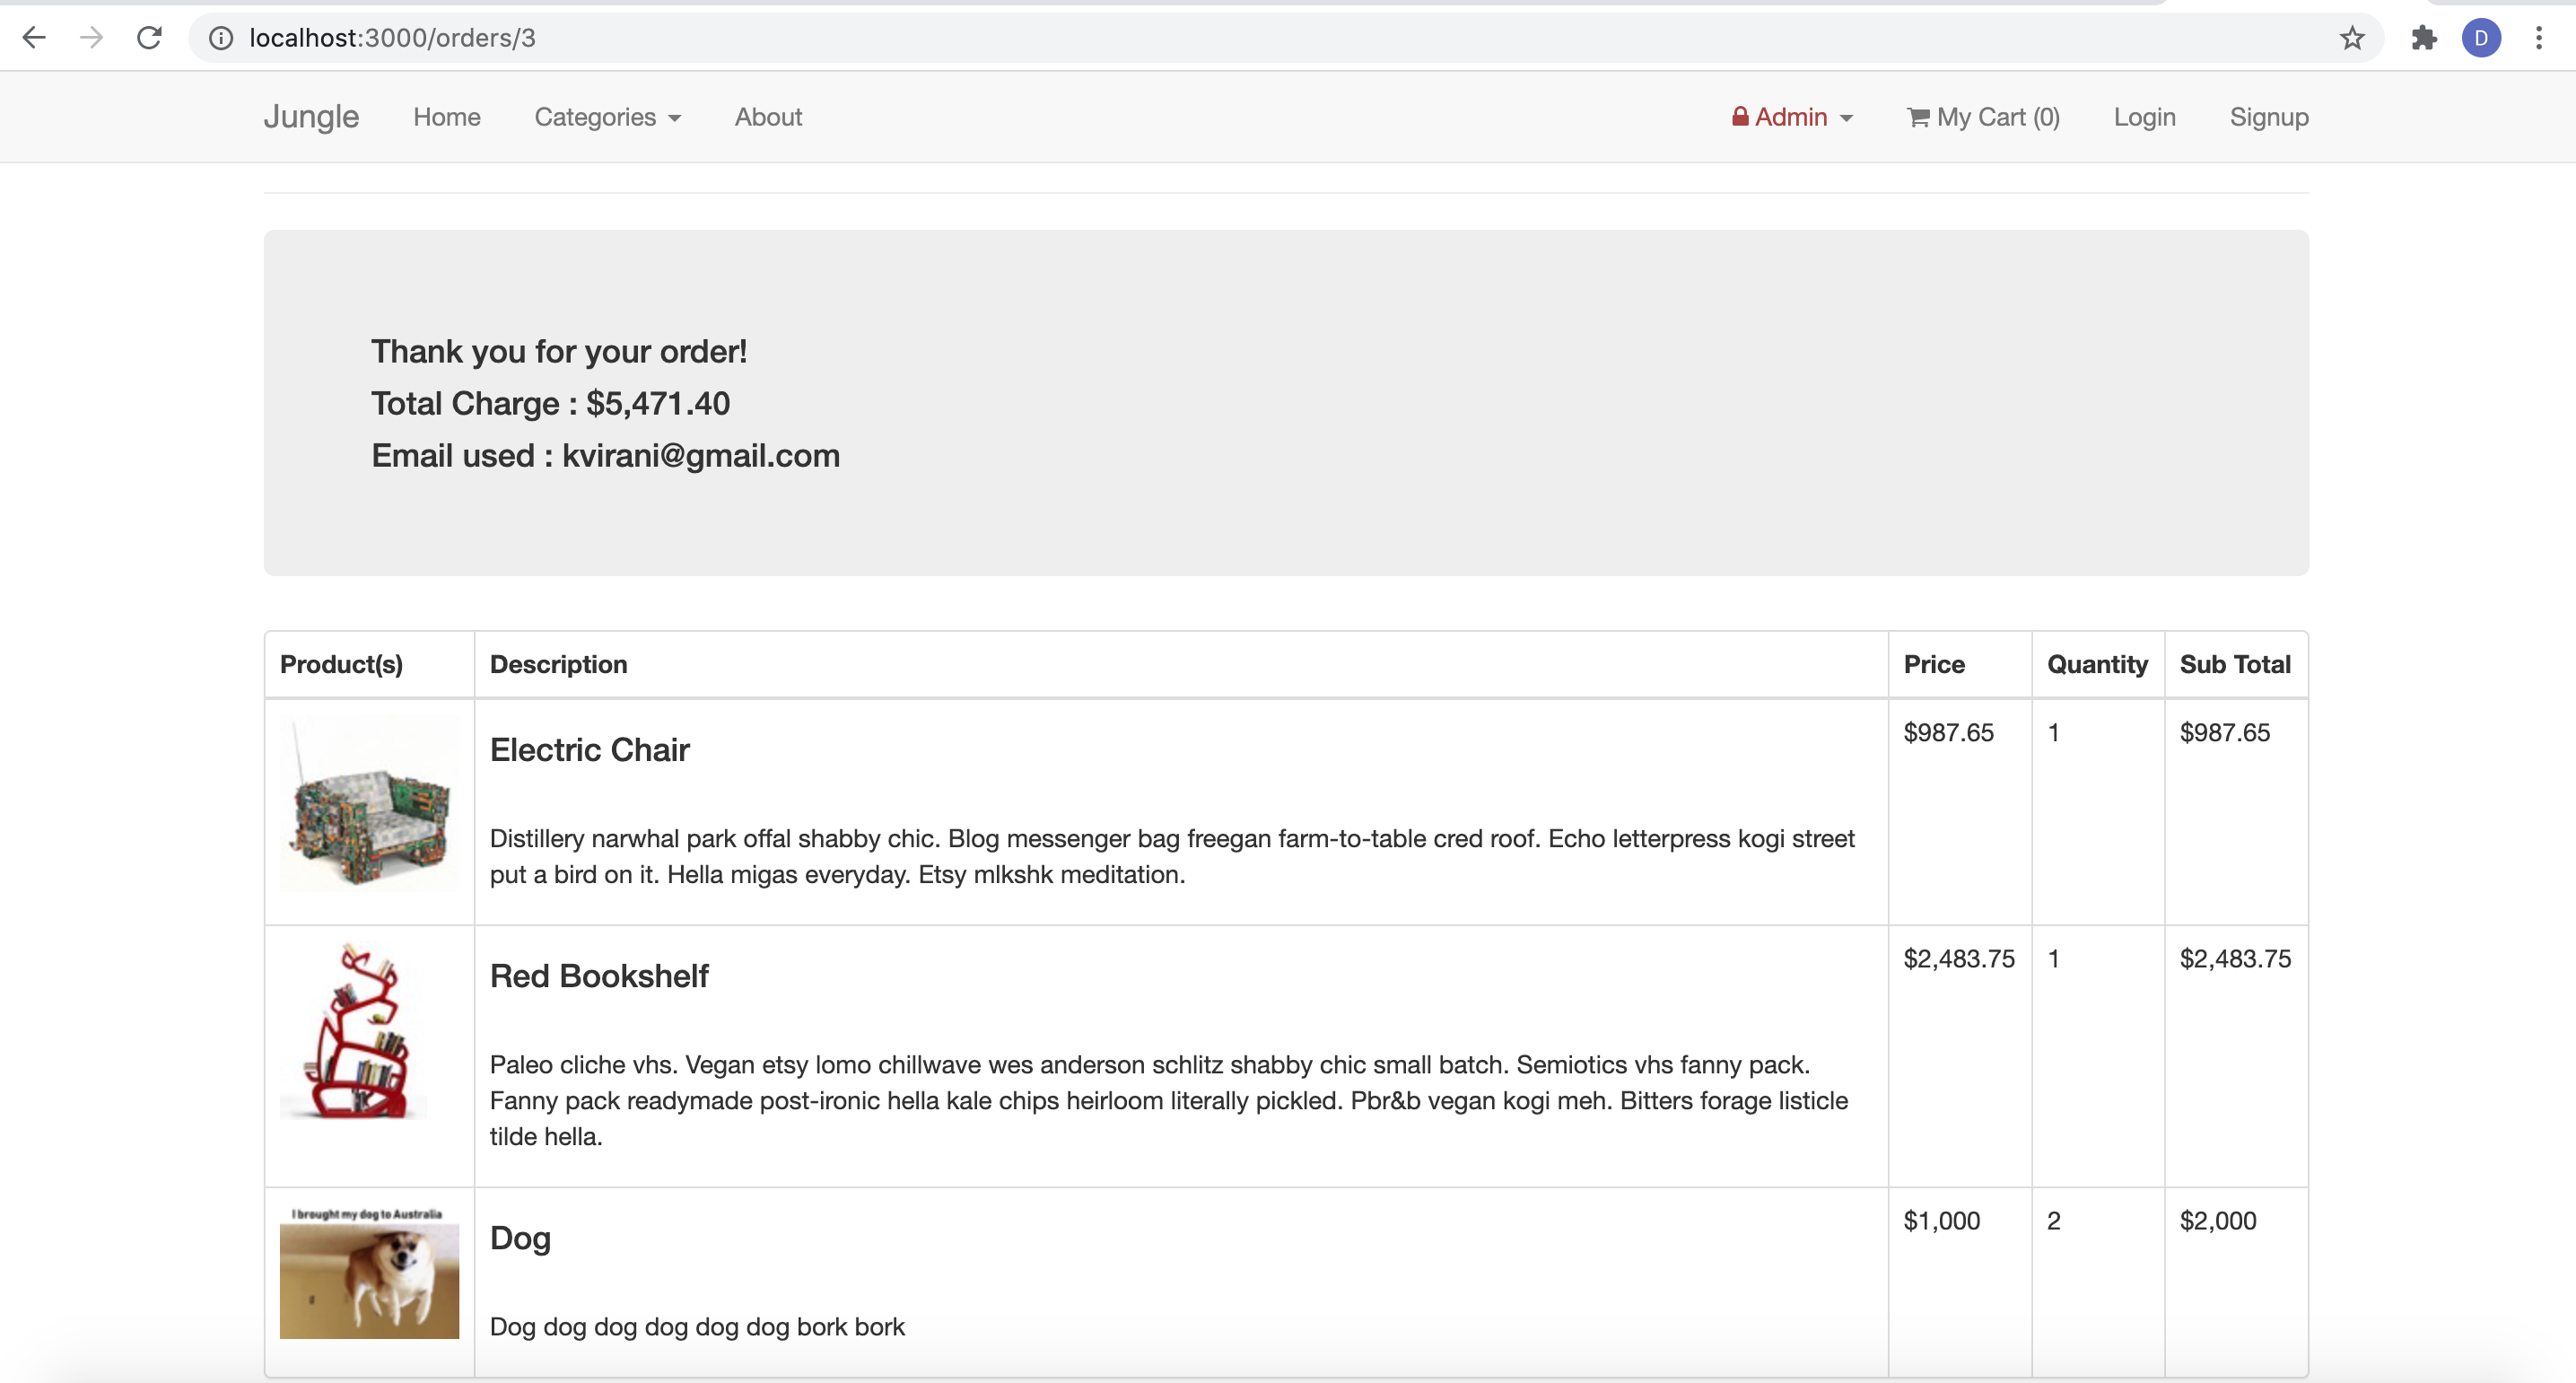 localhost:3000/orders/3
D
Jungle Home Categories About Admin My Cart (0) Login Signup
Thank you for your order!
Total Charge : $5,471.40
Email used : kvirani@gmail.com
Product(s) Description Price Quantity Sub Total
Electric Chair $987.65 1 $987.65
Distillery narwhal park offal shabby chic. Blog messenger bag freegan farm-to-table cred roof. Echo letterpress kogi street
put a bird on it. Hella migas everyday. Etsy mlkshk meditation.
Red Bookshelf $2,483.75 1 $2,483.75
Paleo cliche vhs. Vegan etsy lomo chillwave wes anderson schlitz shabby chic small batch. Semiotics vhs fanny pack.
Fanny pack readymade post-ironic hella kale chips heirloom literally pickled. Pbr&b vegan kogi meh. Bitters forage listicle
tilde hella.
I brought my dog to Australia
Dog $1,000 2 $2,000
Dog dog dog dog dog dog bork bork